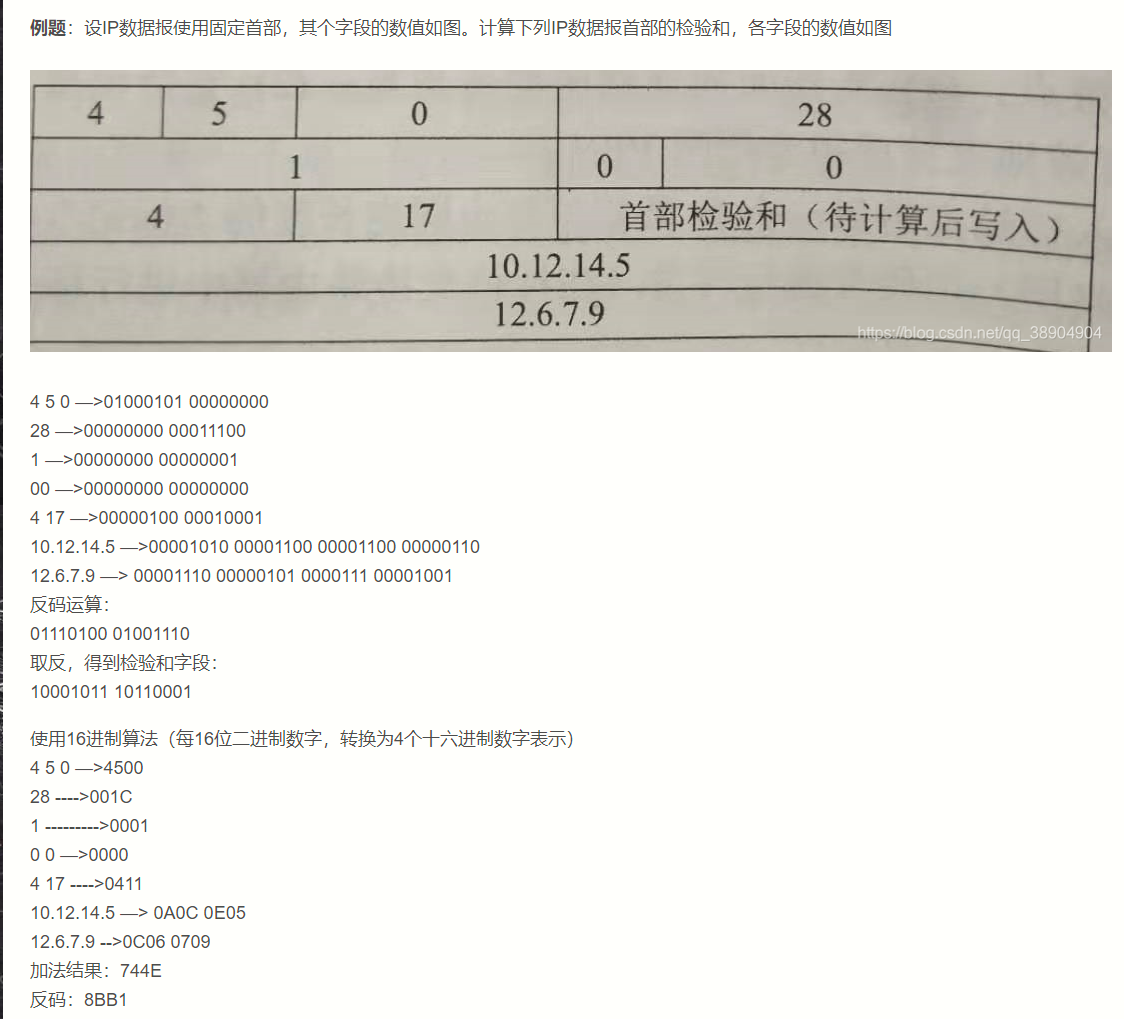 例题：设IP数据报使用固定首部，其个字段的数值如图。计算下列IP数据报首部的检验和，各字段的数值如图
4 5 0 28
1 0 0
4 17 首部检验和（待计算后写入）
10.12.14.5
12.6.7.9
https://blog.csdn.net/qq_38904904
4 5 0 —>01000101 00000000
28 —>00000000 00011100
1 —>00000000 00000001
00 —>00000000 00000000
4 17 —>00000100 00010001
10.12.14.5 —>00001010 00001100 00001100 00000110
12.6.7.9 —> 00001110 00000101 0000111 00001001
反码运算：
01110100 01001110
取反，得到检验和字段：
10001011 10110001
使用16进制算法（每16位二进制数字，转换为4个十六进制数字表示）
4 5 0 —>4500
28 ---->001C
1 --------->0001
0 0 —>0000
4 17 ---->0411
10.12.14.5 —> 0A0C 0E05
12.6.7.9 -->0C06 0709
加法结果：744E
反码：8BB1